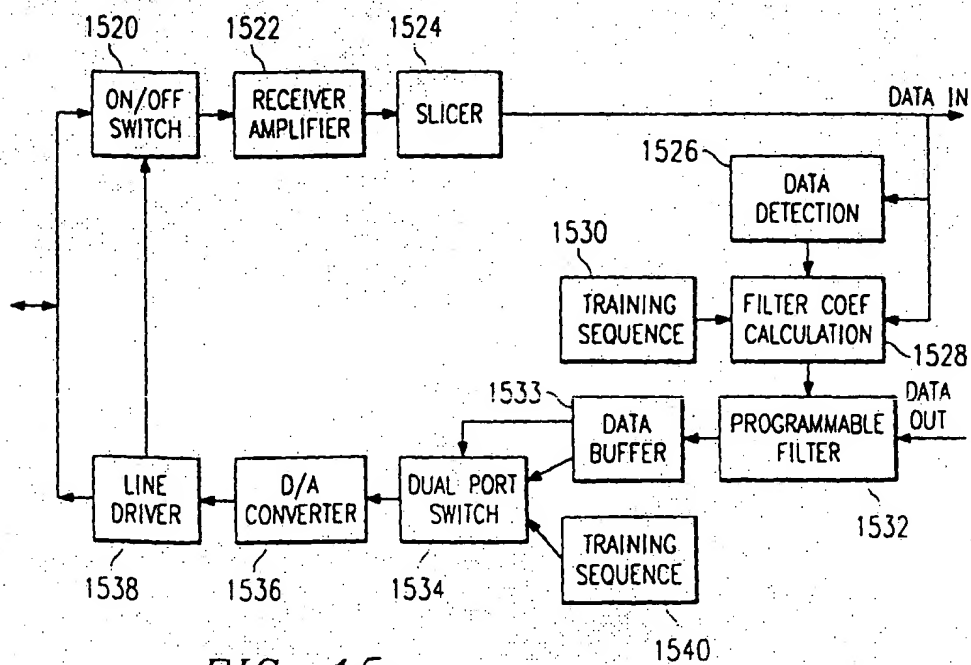 1520
1522
1524
ON/OFF
SWITCH
RECEIVER
AMPLIFIER
SLICER
DATA IN
1526
DATA
DETECTION
1530
TRAINING
SEQUENCE
FILTER COEF
CALCULATION
1528
1533
DATA
OUT
DATA
BUFFER
PROGRAMMABLE
FILTER
LINE
DRIVER
D/A
CONVERTER
DUAL PORT
SWITCH
1532
TRAINING
SEQUENCE
1538
1536
1534
1540